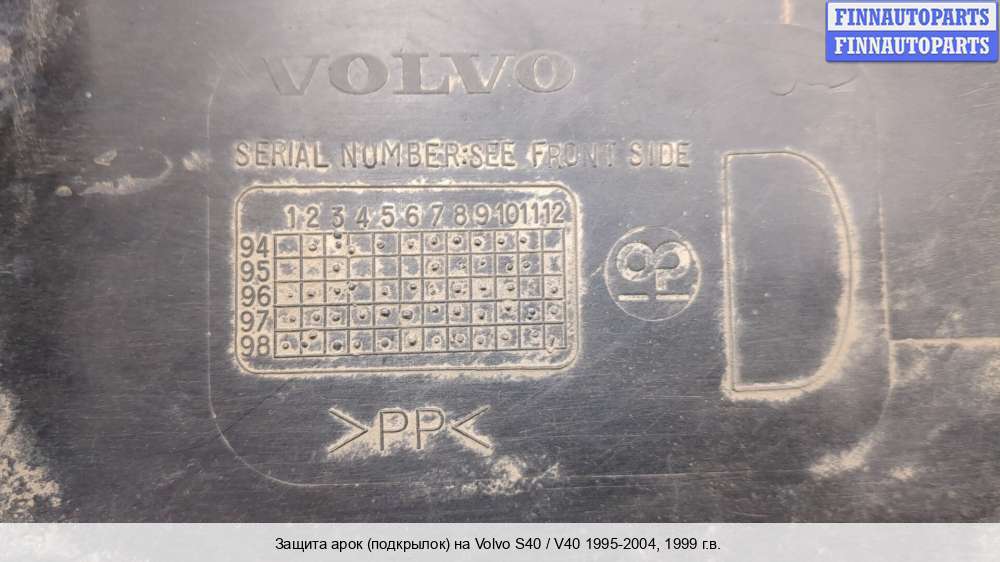 FINNAUTOPARTS
FINNAUTOPARTS
VOLVO
SERIAL NUMBER:SEE FRONT SIDE
1 2 3 4 5 6 7 8 9 10 11 12
94
95
96
97
98
D
>PP<
Защита арок (подкрылок) на Volvo S40 / V40 1995-2004, 1999 г.в.